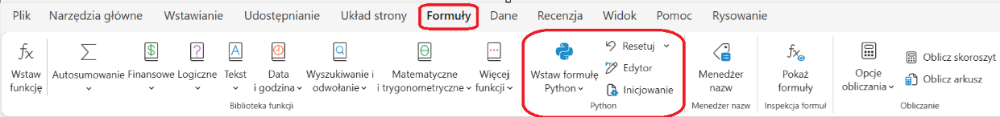 Plik Narzędzia główne Wstawianie Udostępnianie Układ strony Formuły Dane Recenzja Widok Pomoc Rysowanie
fx
Wstaw
funkcję
Autosumowanie
Finansowe
Logiczne
Tekst
Data
i godzina
Wyszukiwanie i
odwołanie
Matematyczne
i trygonometryczne
Więcej
funkcji
Biblioteka funkcji
Wstaw formułę
Python
Resetuj
Edytor
Inicjowanie
Python
Menedżer
nazw
Menedżer nazw
fx
Pokaż
formuły
Inspekcja formuł
Opcje
obliczania
Oblicz skoroszyt
Oblicz arkusz
Obliczanie